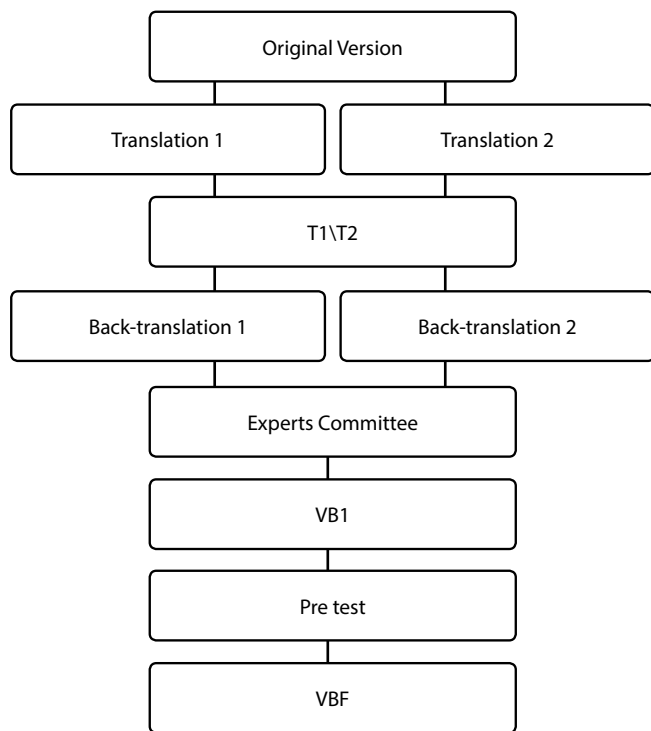 Original Version
Translation 1
Translation 2
T1\T2
Back-translation 1
Back-translation 2
Experts Committee
VB1
Pre test
VBF